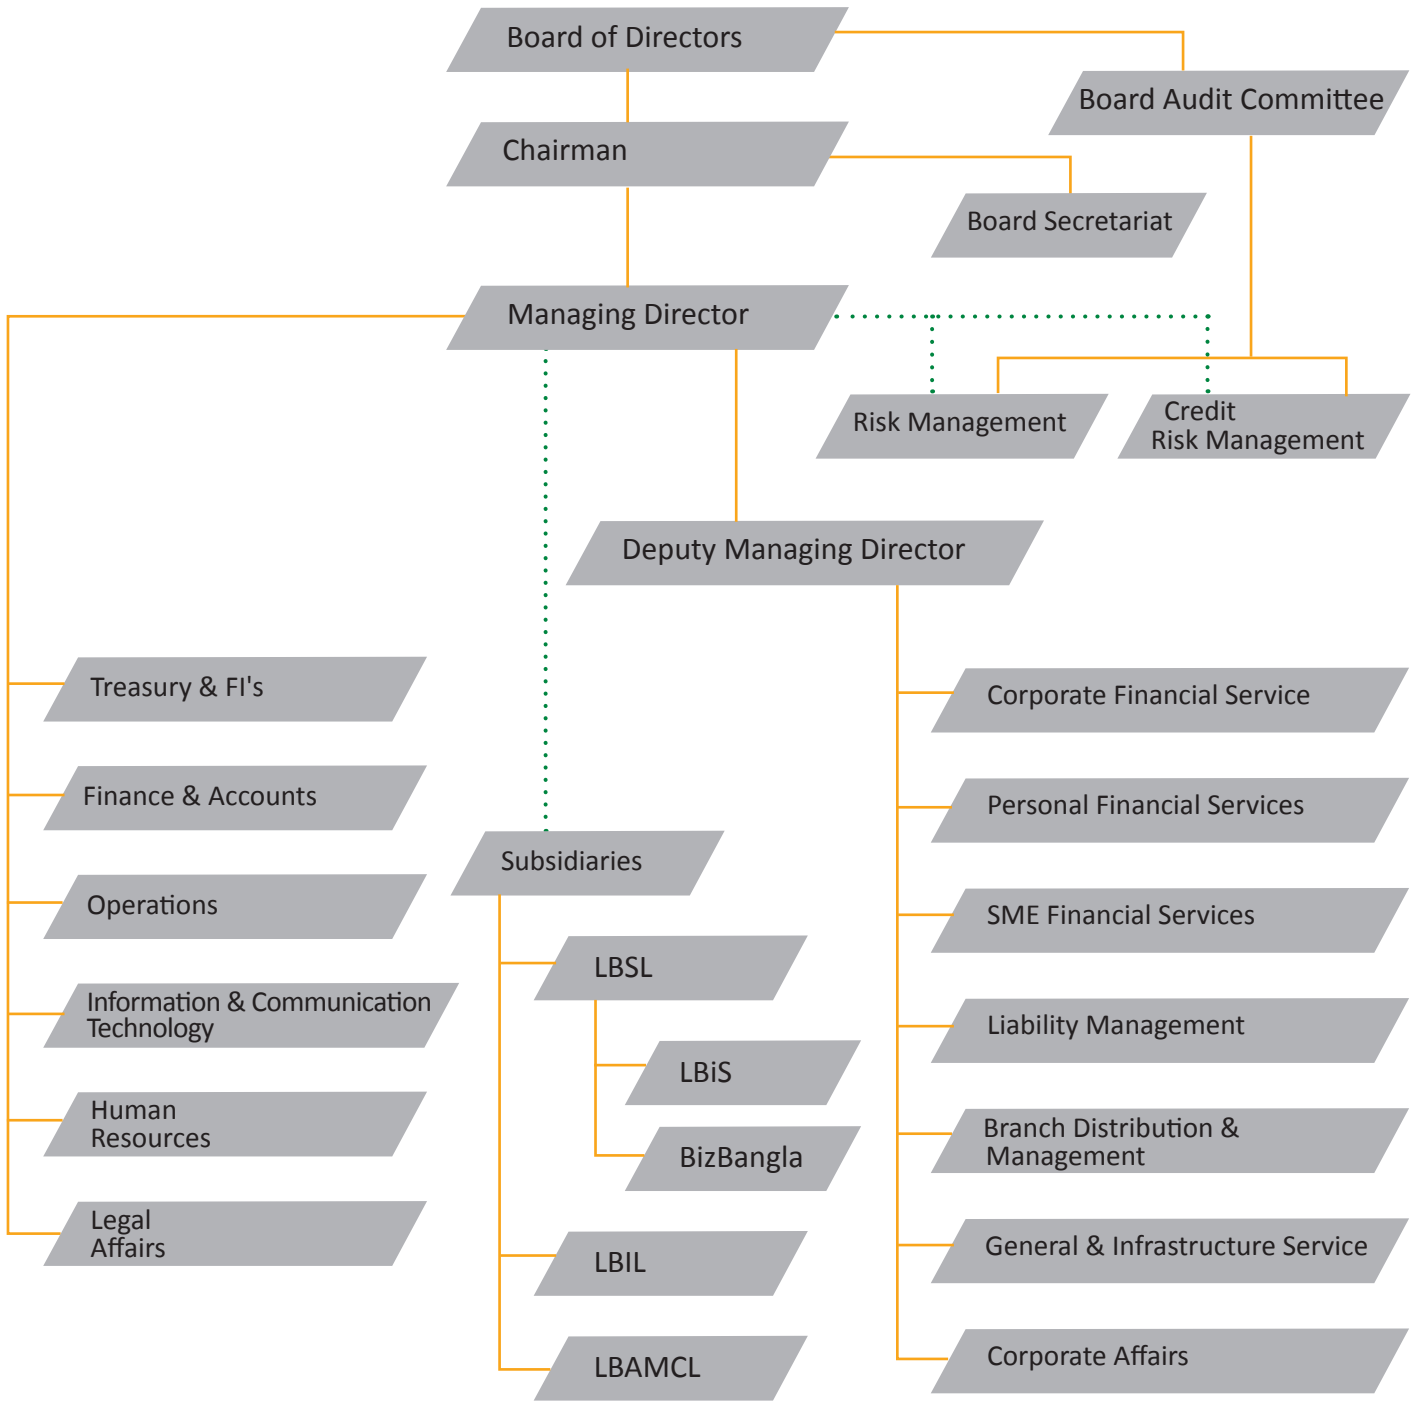 Board of Directors
Board Audit Committee
Chairman
Board Secretariat
Managing Director
Risk Management
Credit
Risk Management
Deputy Managing Director
Treasury & FI's
Finance & Accounts
Operations
Information & Communication
Technology
Human
Resources
Legal
Affairs
Subsidiaries
LBSL
LBiS
BizBangla
LBIL
LBAMCL
Corporate Financial Service
Personal Financial Services
SME Financial Services
Liability Management
Branch Distribution &
Management
General & Infrastructure Service
Corporate Affairs